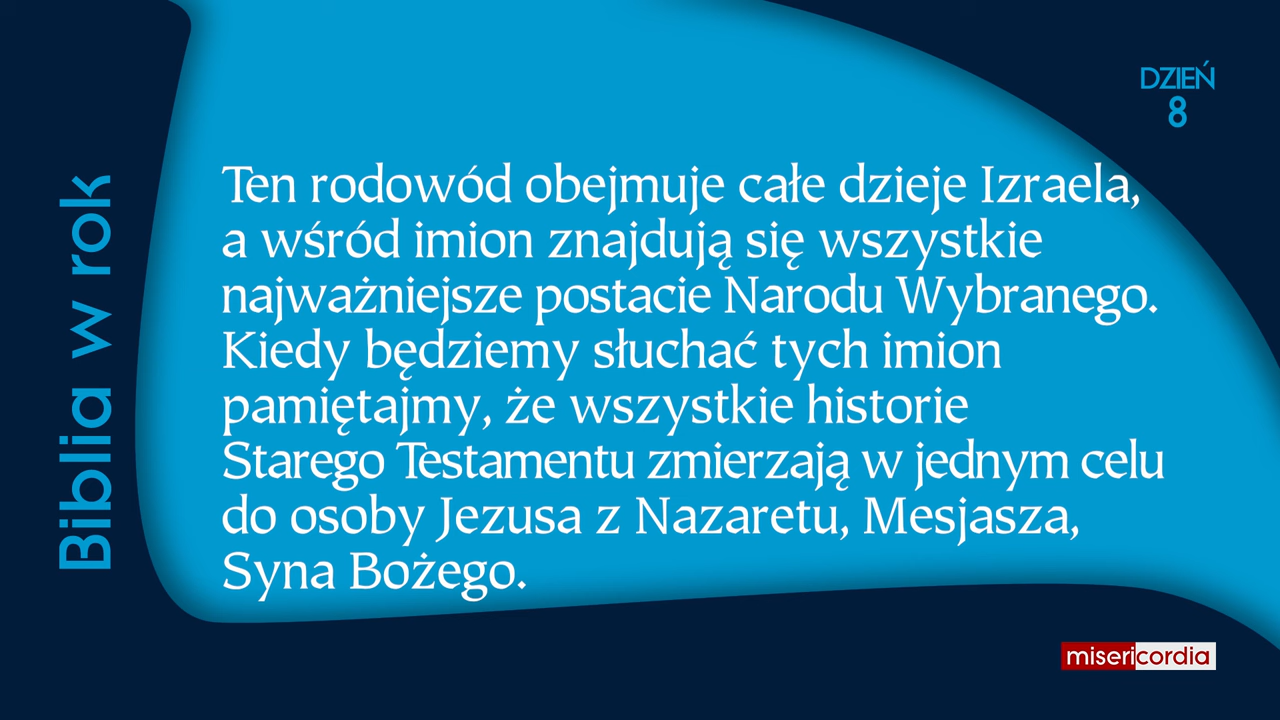 Biblia w rok
DZIEŃ
8
Ten rodowód obejmuje całe dzieje Izraela,
a wśród imion znajdują się wszystkie
najważniejsze postacie Narodu Wybranego.
Kiedy będziemy słuchać tych imion
pamiętajmy, że wszystkie historie
Starego Testamentu zmierzają w jednym celu
do osoby Jezusa z Nazaretu, Mesjasza,
Syna Bożego.
misericordia